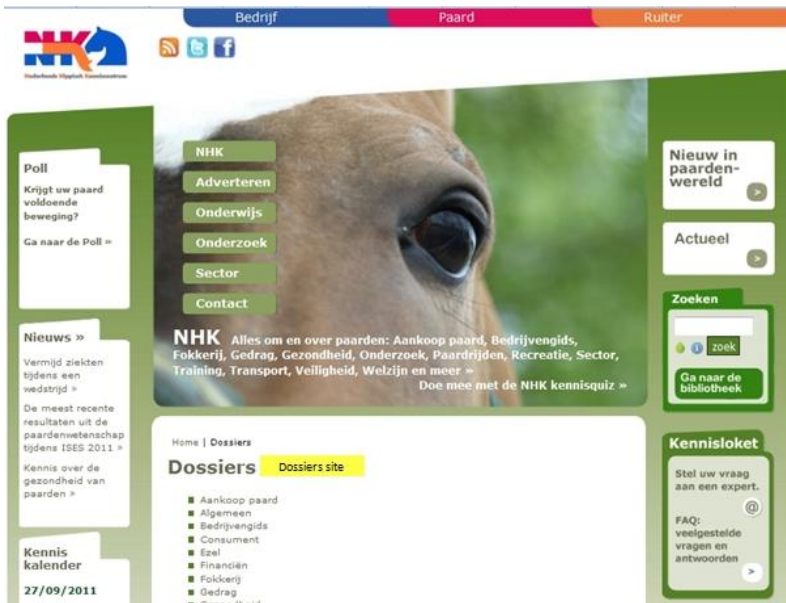 Bedrijf
Paard
Ruiter
NHK
Poll
Krijgt uw paard
voldoende
beweging?
Ga naar de Poll »
Nieuws »
Vermijd ziekten
tijdens een
wedstrijd »
De meest recente
resultaten uit de
paardenwetenschap
tijdens ISES 2011 »
Kennis over de
gezondheid van
paarden »
Kennis
kalender
27/09/2011
NHK
Adverteren
Onderwijs
Onderzoek
Sector
Contact
NHK Alles om en over paarden: Aankoop paard, Bedrijvengids,
Fokkerij, Gedrag, Gezondheid, Onderzoek, Paardrijden, Recreatie, Sector,
Training, Transport, Veiligheid, Welzijn en meer »
Doe mee met de NHK kennisquiz »
Home | Dossiers
Dossiers
Dossiers site
Aankoop paard
Algemeen
Bedrijvengids
Consument
Ezel
Financiën
Fokkerij
Gedrag
Nieuw in
paarden-
wereld
>
Actueel
>
Zoeken
zoek
Ga naar de
bibliotheek
Kennisloket
Stel uw vraag
aan een expert.
@
FAQ:
veelgestelde
vragen en
antwoorden
>